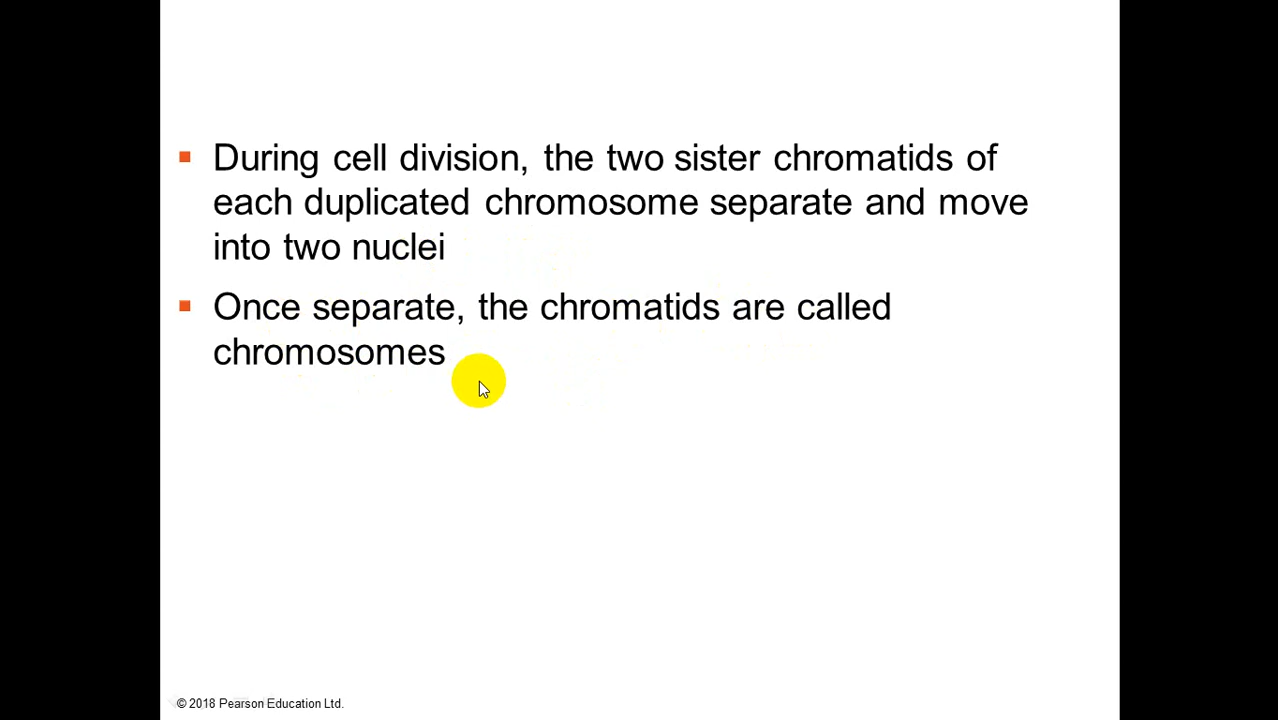 During cell division, the two sister chromatids of
each duplicated chromosome separate and move
into two nuclei
Once separate, the chromatids are called
chromosomes
© 2018 Pearson Education Ltd.